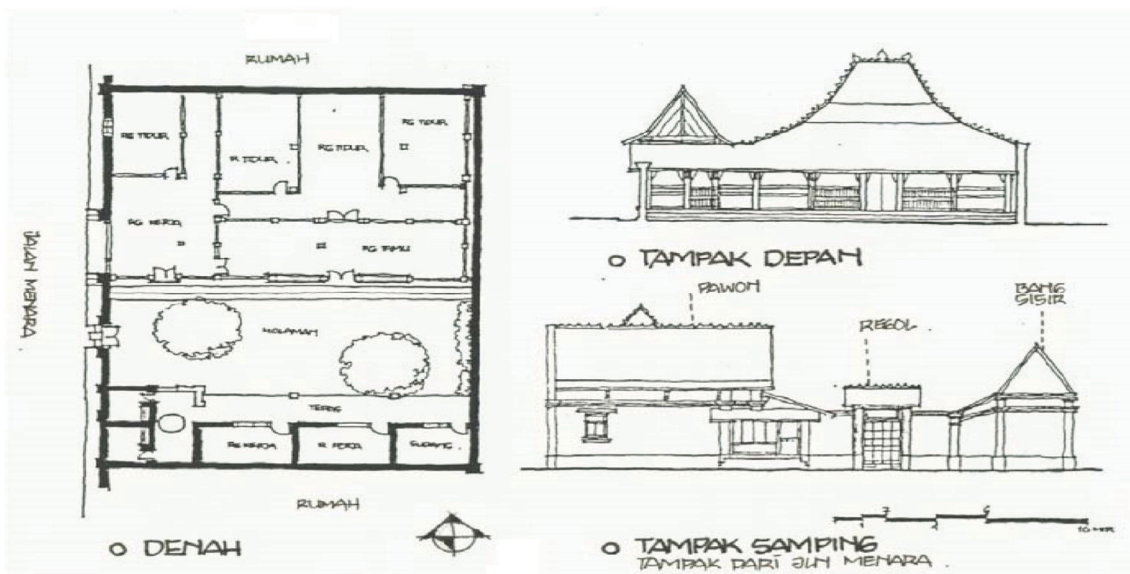 RUMAH
RG TIDUR
R TIDUR
RG TIDUR
RG TIDUR
RG KERJA
RG TAMU
JALAN MENARA
HALAMAN
TERAS
RG KERJA
R KERJA
GUDANG
RUMAH
DENAH
TAMPAK DEPAN
PAWON
REGOL
BANG
SISIR
TAMPAK SAMPING
TAMPAK DARI JLN MENARA